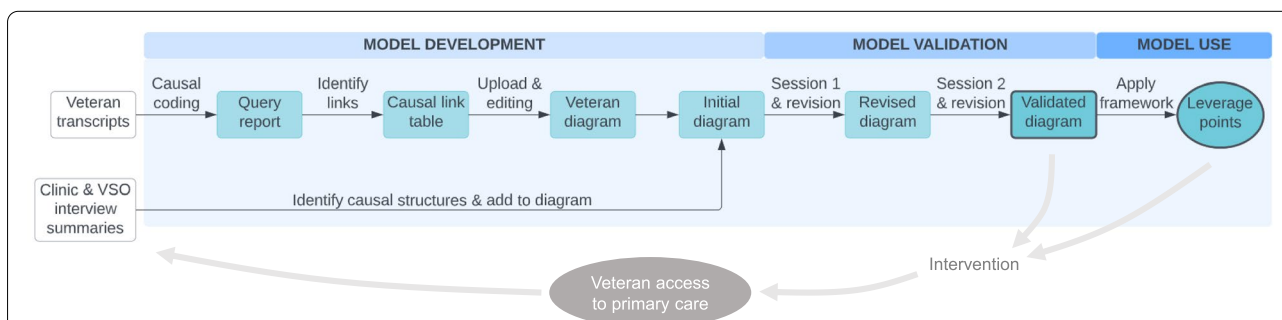 MODEL DEVELOPMENT
MODEL VALIDATION
MODEL USE
Veteran
transcripts
Causal
coding
Query
report
Identify
links
Causal link
table
Upload &
editing
Veteran
diagram
Initial
diagram
Session 1
& revision
Revised
diagram
Session 2
& revision
Validated
diagram
Apply
framework
Leverage
points
Clinic & VSO
interview
summaries
Identify causal structures & add to diagram
Intervention
Veteran access
to primary care